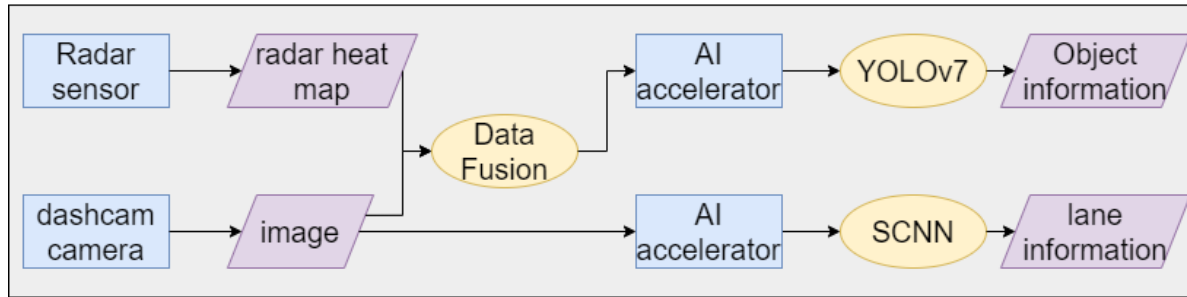 Radar
sensor
radar heat
map
AI
accelerator
YOLOv7
Object
information
Data
Fusion
dashcam
camera
image
AI
accelerator
SCNN
lane
information